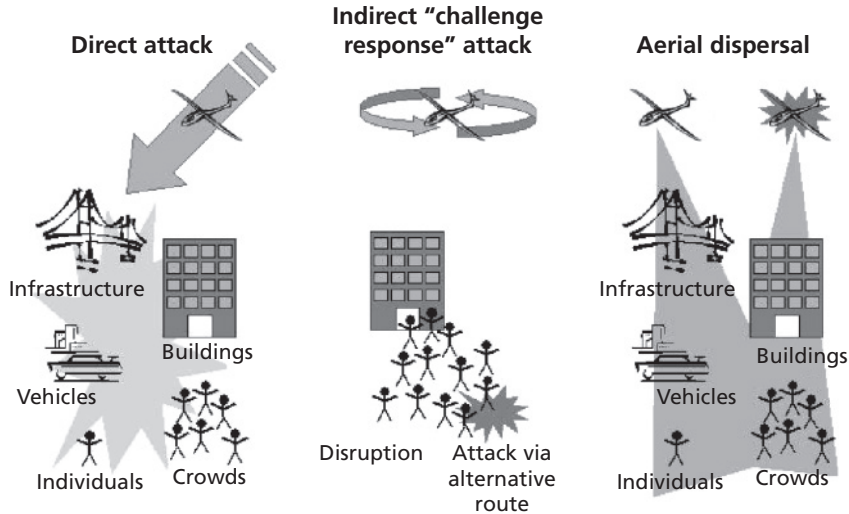 Direct attack
Indirect “challenge
response” attack
Aerial dispersal
Infrastructure
Buildings
Vehicles
Individuals
Crowds
Disruption
Attack via
alternative
route
Infrastructure
Buildings
Vehicles
Individuals
Crowds